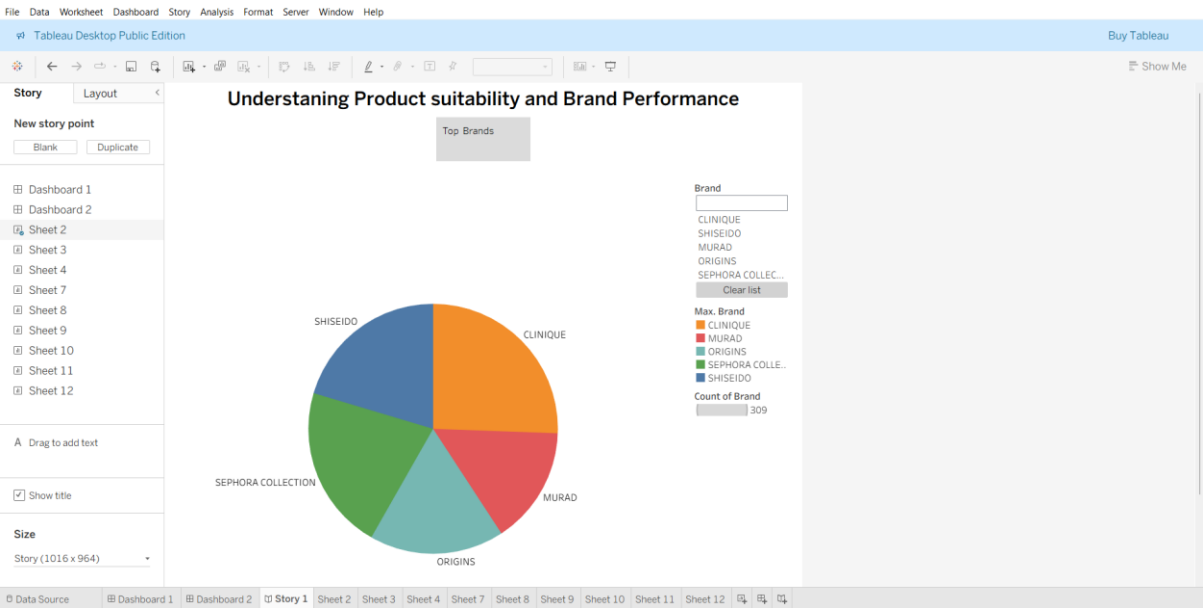 File Data Worksheet Dashboard Story Analysis Format Server Window Help
Tableau Desktop Public Edition Buy Tableau
Show Me
Story Layout
New story point
Blank Duplicate
Dashboard 1
Dashboard 2
Sheet 2
Sheet 3
Sheet 4
Sheet 7
Sheet 8
Sheet 9
Sheet 10
Sheet 11
Sheet 12
A Drag to add text
Show title
Size
Story (1016 x 964)
Understaning Product suitability and Brand Performance
Top Brands
SHISEIDO
CLINIQUE
SEPHORA COLLECTION
MURAD
ORIGINS
Brand
CLINIQUE
SHISEIDO
MURAD
ORIGINS
SEPHORA COLLEC...
Clear list
Max. Brand
CLINIQUE
MURAD
ORIGINS
SEPHORA COLLE..
SHISEIDO
Count of Brand
309
Data Source Dashboard 1 Dashboard 2 Story 1 Sheet 2 Sheet 3 Sheet 4 Sheet 7 Sheet 8 Sheet 9 Sheet 10 Sheet 11 Sheet 12